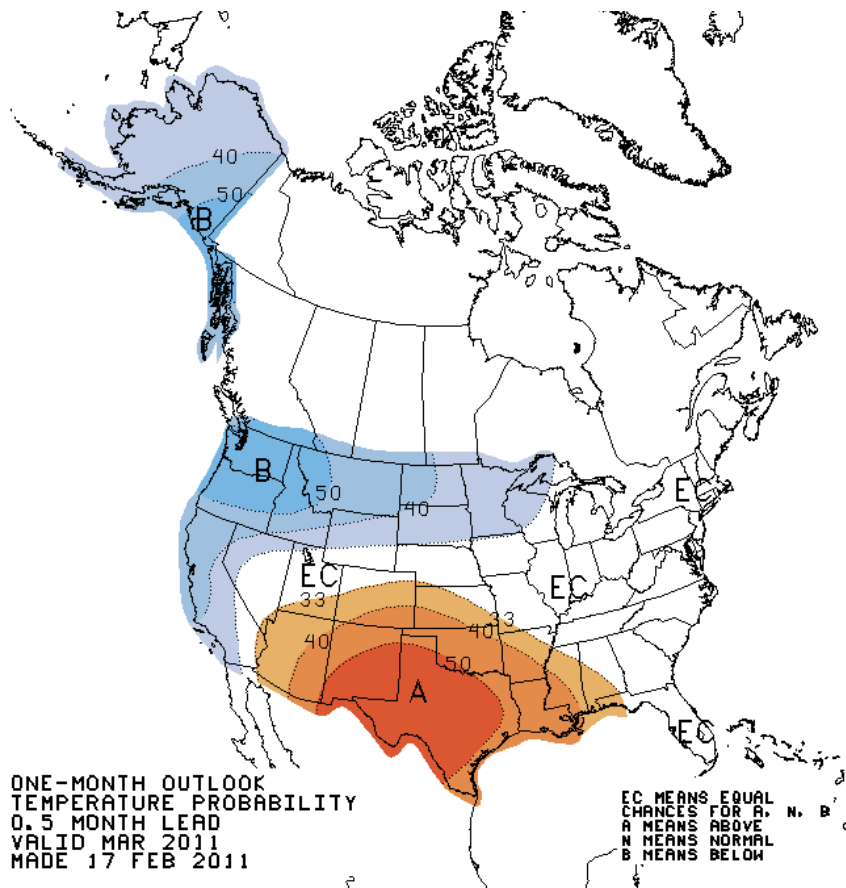 40
50
B
B
50
40
EC
EC
33
EC
33
40
40
50
A
EC
ONE-MONTH OUTLOOK
TEMPERATURE PROBABILITY
0.5 MONTH LEAD
VALID MAR 2011
MADE 17 FEB 2011
EC MEANS EQUAL
CHANCES FOR A, N, B
A MEANS ABOVE
N MEANS NORMAL
B MEANS BELOW